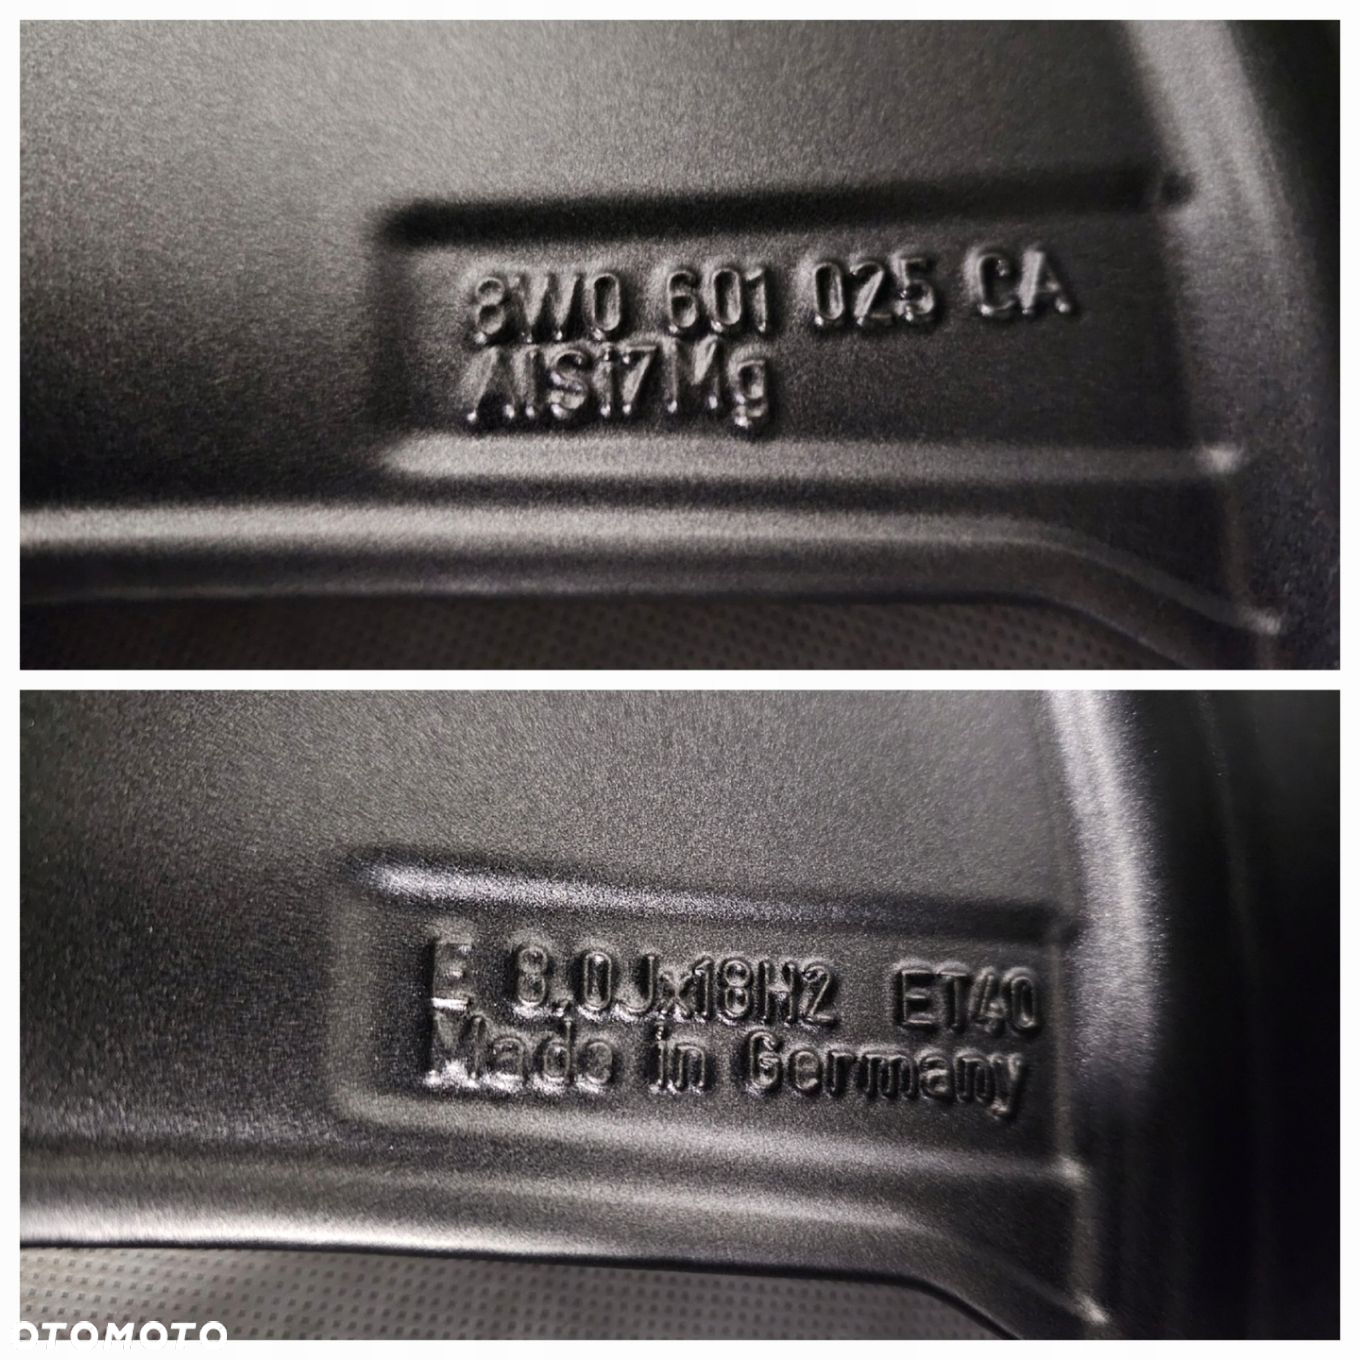 8W0 601 025 CA
AlSi7Mg
E 8.0Jx18H2 ET40
Made in Germany
OTOMOTO